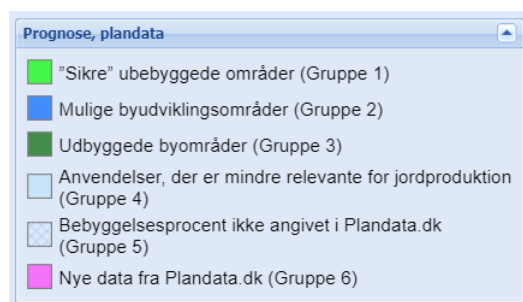 Prognose, plandata
"Sikre" ubebyggede områder (Gruppe 1)
Mulige byudviklingsområder (Gruppe 2)
Udbyggede byområder (Gruppe 3)
Anvendelser, der er mindre relevante for jordproduktion
(Gruppe 4)
Bebyggelsesprocent ikke angivet i Plandata.dk
(Gruppe 5)
Nye data fra Plandata.dk (Gruppe 6)